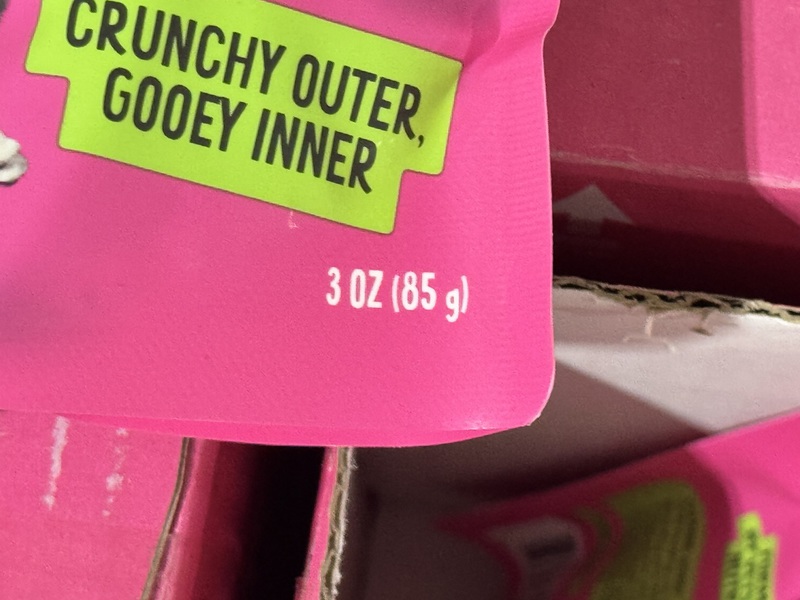 CRUNCHY OUTER,
GOOEY INNER
3 OZ (85 g)